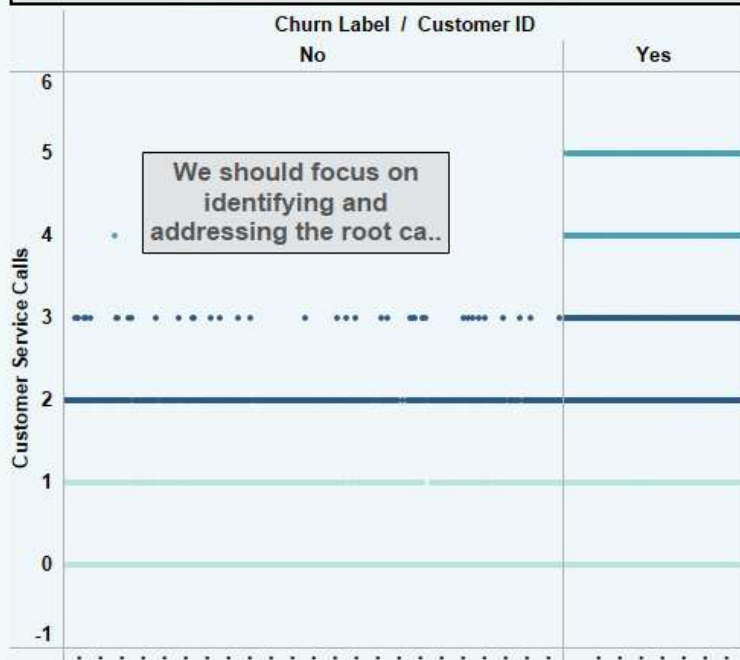 Churn Label / Customer ID
No
Yes
Customer Service Calls
6
5
4
3
2
1
0
-1
We should focus on
identifying and
addressing the root ca..